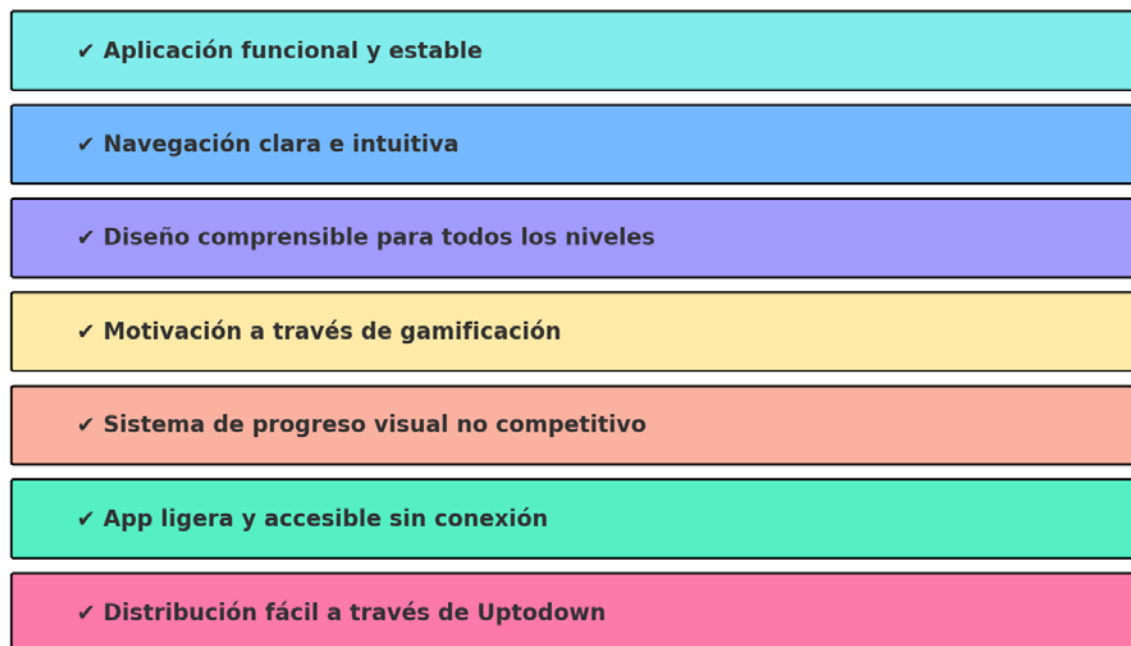 ✔ Aplicación funcional y estable
✔ Navegación clara e intuitiva
✔ Diseño comprensible para todos los niveles
✔ Motivación a través de gamificación
✔ Sistema de progreso visual no competitivo
✔ App ligera y accesible sin conexión
✔ Distribución fácil a través de Uptodown